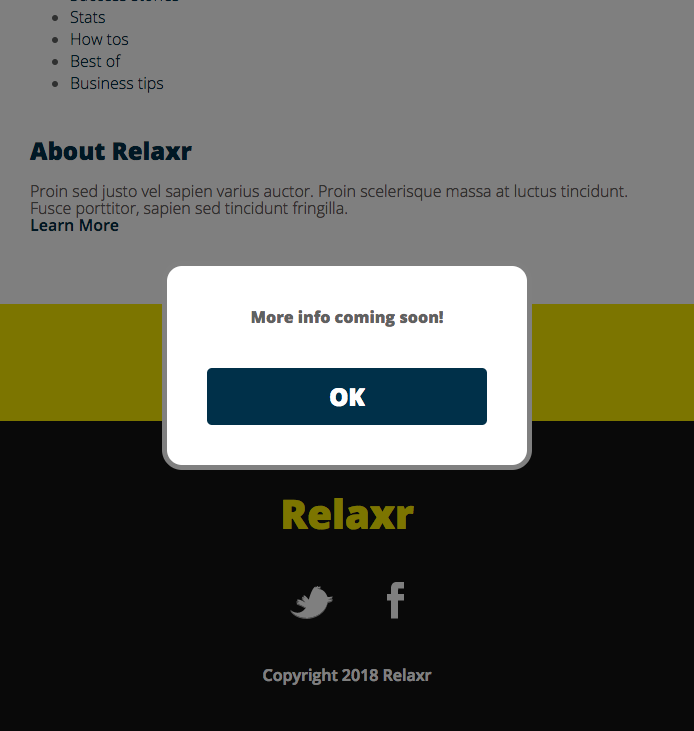 Stats
How tos
Best of
Business tips
About Relaxr
Proin sed justo vel sapien varius auctor. Proin scelerisque massa at luctus tincidunt.
Fusce porttitor, sapien sed tincidunt fringilla.
Learn More
More info coming soon!
OK
Relaxr
Copyright 2018 Relaxr